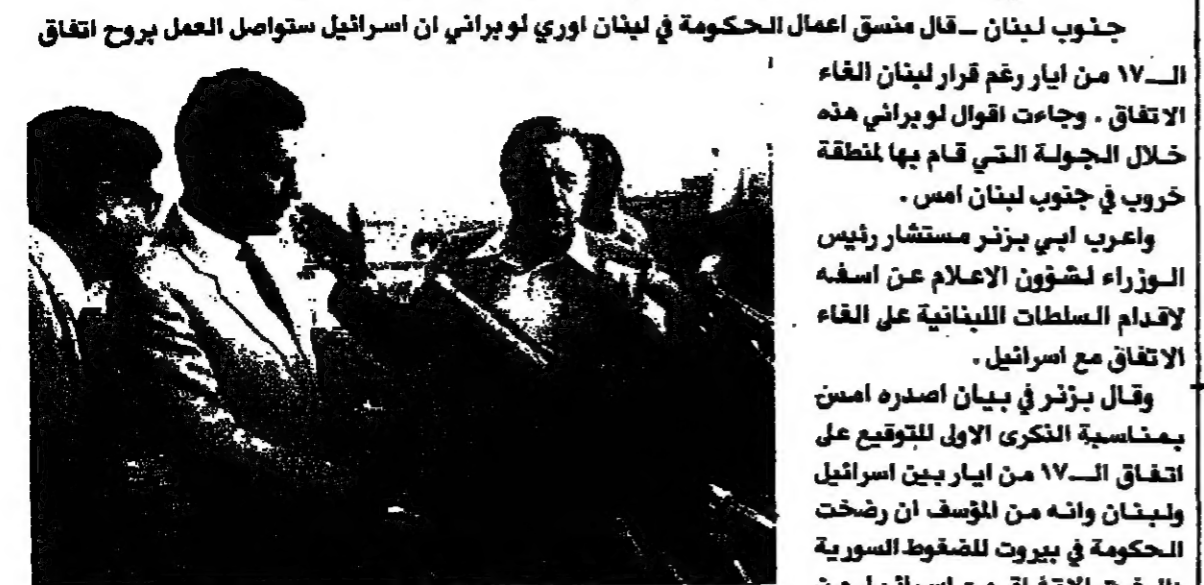 جنوب لبنان ــ قال منسق اعمال الحكومة في لبنان اوري لوبراني ان اسرائيل ستواصل العمل بروح اتفاق
الــ١٧ من ايار رغم قرار لبنان الغاء
الاتفاق . وجاءت اقوال لوبراني هذه
خلال الجولة التي قام بها لمنطقة
خروب في جنوب لبنان امس .
واعرب ابي بزنر مستشار رئيس
الوزراء لشؤون الاعلام عن اسفه
لاقدام السلطات اللبنانية على الغاء
الاتفاق مع اسرائيل .
وقال بزنر في بيان اصدره امس
بمناسبة الذكرى الاولى للتوقيع على
اتفاق الــ١٧ من ايار بين اسرائيل
ولبنان وانه من المؤسف ان رضخت
الحكومة في بيروت للضغوط السورية